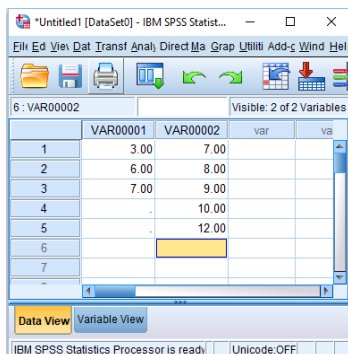 *Untitled1 [DataSet0] - IBM SPSS Statist...
File Ed Viev Dat Transf Analy Direct Ma Grap Utiliti Add-o Wind Hel
6 : VAR00002 Visible: 2 of 2 Variables
VAR00001 VAR00002 var va
1 3.00 7.00
2 6.00 8.00
3 7.00 9.00
4 . 10.00
5 . 12.00
6
7
Data View Variable View
IBM SPSS Statistics Processor is ready Unicode:OFF